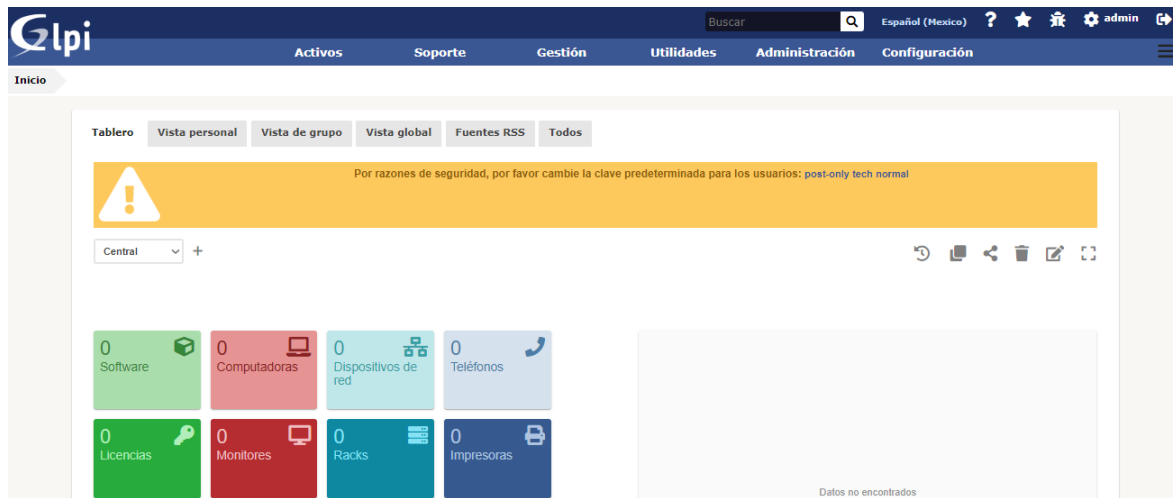 Glpi
Buscar Español (Mexico) ? admin
Activos Soporte Gestión Utilidades Administración Configuración
Inicio
Tablero Vista personal Vista de grupo Vista global Fuentes RSS Todos
Por razones de seguridad, por favor cambie la clave predeterminada para los usuarios: post-only tech normal
Central +
0
Software
0
Computadoras
0
Dispositivos de
red
0
Teléfonos
0
Licencias
0
Monitores
0
Racks
0
Impresoras
Datos no encontrados